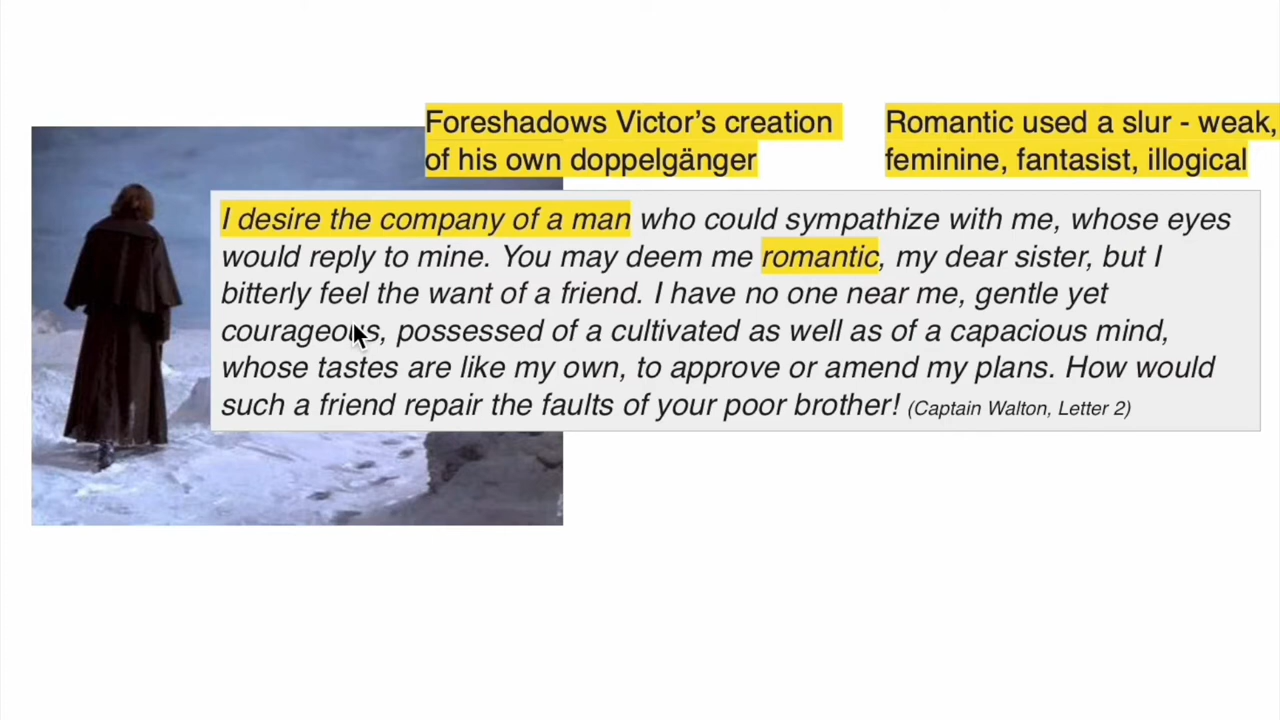 Foreshadows Victor's creation
of his own doppelgänger
Romantic used a slur - weak,
feminine, fantasist, illogical
I desire the company of a man who could sympathize with me, whose eyes
would reply to mine. You may deem me romantic, my dear sister, but I
bitterly feel the want of a friend. I have no one near me, gentle yet
courageous, possessed of a cultivated as well as of a capacious mind,
whose tastes are like my own, to approve or amend my plans. How would
such a friend repair the faults of your poor brother! (Captain Walton, Letter 2)